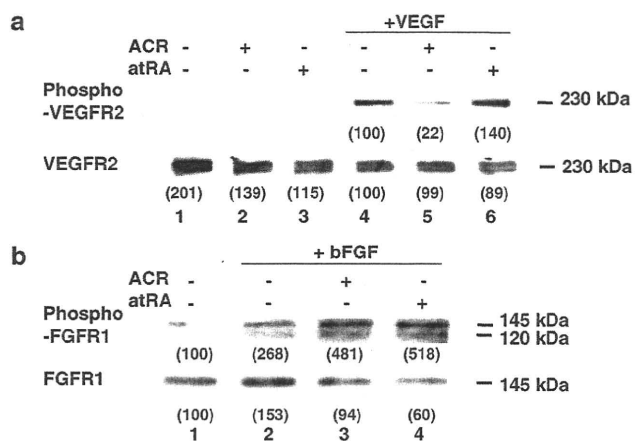 a
+VEGF
ACR - + - - + -
atRA - - + - - +
Phospho
-VEGFR2
— 230 kDa
(100) (22) (140)
VEGFR2
— 230 kDa
(201) (139) (115) (100) (99) (89)
1 2 3 4 5 6
b
+ bFGF
ACR - - + -
atRA - - - +
Phospho
-FGFR1
— 145 kDa
— 120 kDa
(100) (268) (481) (518)
FGFR1
— 145 kDa
(100) (153) (94) (60)
1 2 3 4